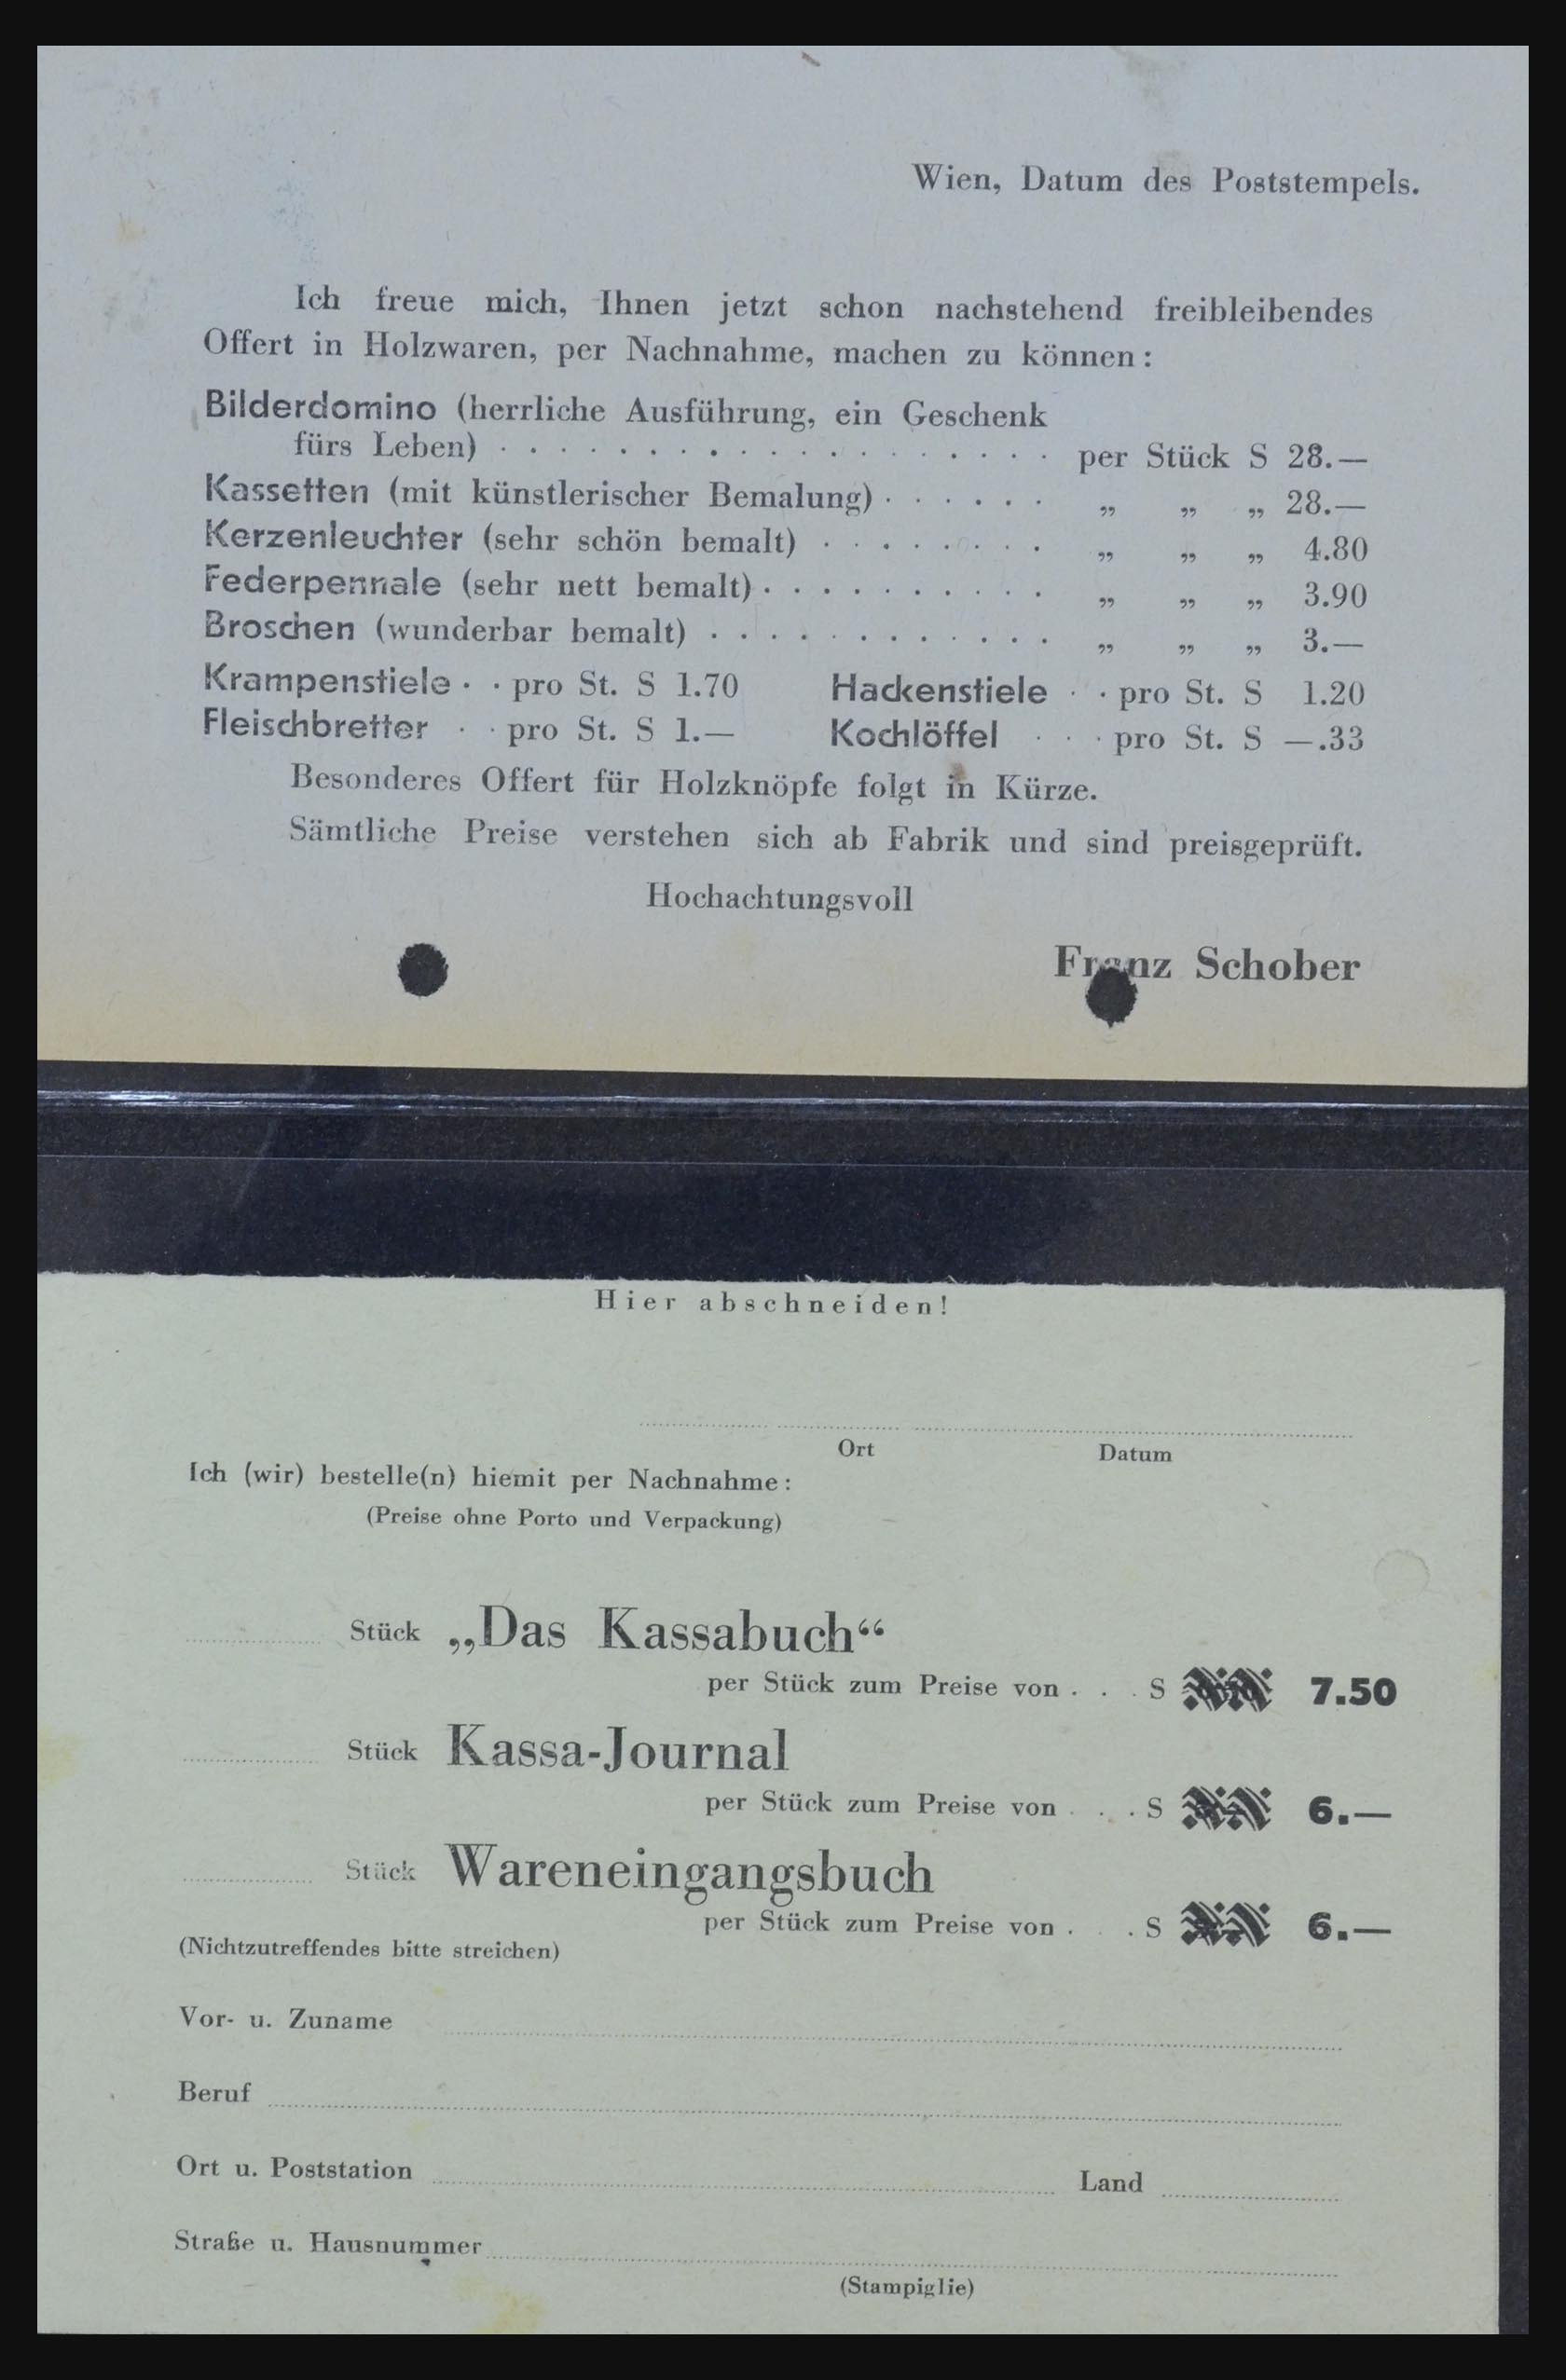 Wien, Datum des Poststempels.
Ich freue mich, Ihnen jetzt schon nachstehend freibleibendes
Offert in Holzwaren, per Nachnahme, machen zu können:
Bilderdomino (herrliche Ausführung, ein Geschenk
fürs Leben) . . . . . . . . . . . . . . . . . . . per Stück S 28.—
Kassetten (mit künstlerischer Bemalung) . . . . . . „ „ „ 28.—
Kerzenleuchter (sehr schön bemalt) . . . . . . . . „ „ „ 4.80
Federpennale (sehr nett bemalt) . . . . . . . . . . „ „ „ 3.90
Broschen (wunderbar bemalt) . . . . . . . . . . . . „ „ „ 3.—
Krampenstiele . . pro St. S 1.70 Hackenstiele . . pro St. S 1.20
Fleischbretter . . pro St. S 1.— Kochlöffel . . . pro St. S —.33
Besonderes Offert für Holzknöpfe folgt in Kürze.
Sämtliche Preise verstehen sich ab Fabrik und sind preisgeprüft.
Hochachtungsvoll
Franz Schober
Hier abschneiden!
Ort Datum
Ich (wir) bestelle(n) hiemit per Nachnahme:
(Preise ohne Porto und Verpackung)
Stück „Das Kassabuch“
per Stück zum Preise von . . . S 7.50
Stück Kassa-Journal
per Stück zum Preise von . . . S 6.—
Stück Wareneingangsbuch
per Stück zum Preise von . . . S 6.—
(Nichtzutreffendes bitte streichen)
Vor- u. Zuname
Beruf
Ort u. Poststation Land
Straße u. Hausnummer
(Stampiglie)